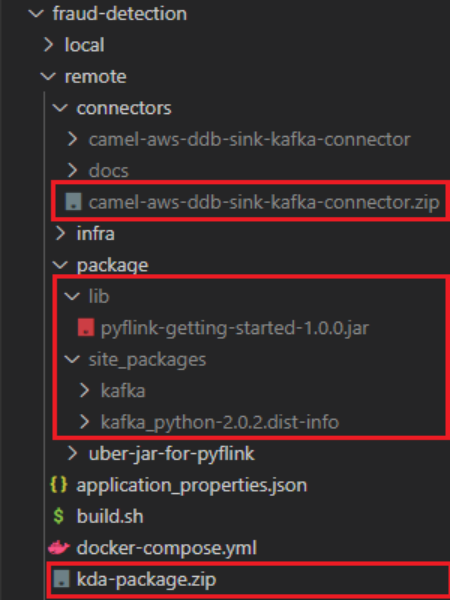 fraud-detection
local
remote
connectors
camel-aws-ddb-sink-kafka-connector
docs
camel-aws-ddb-sink-kafka-connector.zip
infra
package
lib
pyflink-getting-started-1.0.0.jar
site_packages
kafka
kafka_python-2.0.2.dist-info
uber-jar-for-pyflink
{} application_properties.json
$ build.sh
docker-compose.yml
kda-package.zip